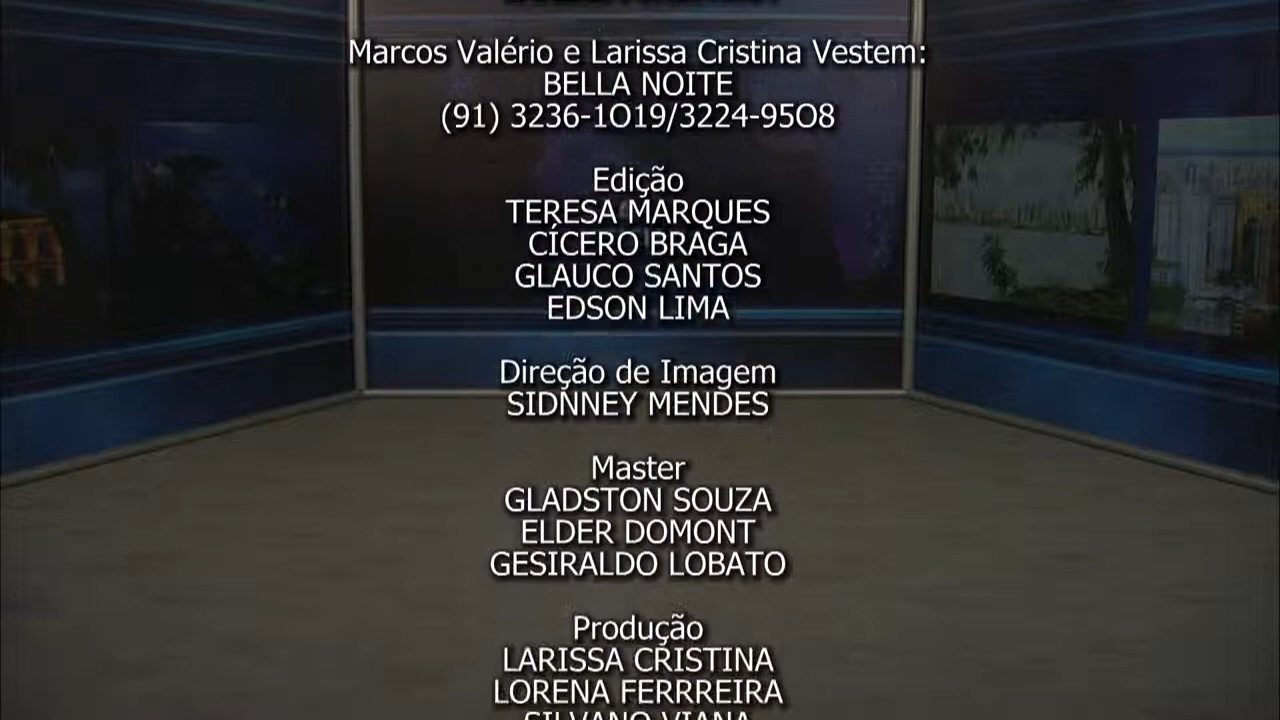 Marcos Valério e Larissa Cristina Vestem:
BELLA NOITE
(91) 3236-1O19/3224-95O8
Edição
TERESA MARQUES
CÍCERO BRAGA
GLAUCO SANTOS
EDSON LIMA
Direção de Imagem
SIDNNEY MENDES
Master
GLADSTON SOUZA
ELDER DOMONT
GESIRALDO LOBATO
Produção
LARISSA CRISTINA
LORENA FERRREIRA
SILVANO VIANA